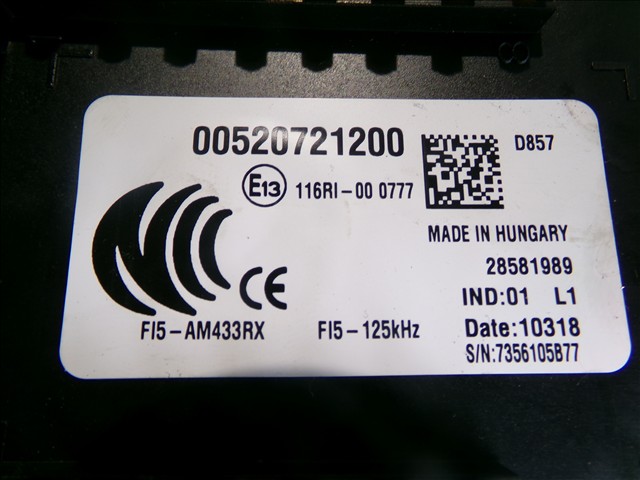 00520721200
D857
E13 116RI-00 0777
MADE IN HUNGARY
NCC CE
28581989
IND:01 L1
FI5-AM433RX FI5-125kHz
Date:10318
S/N:7356105B77